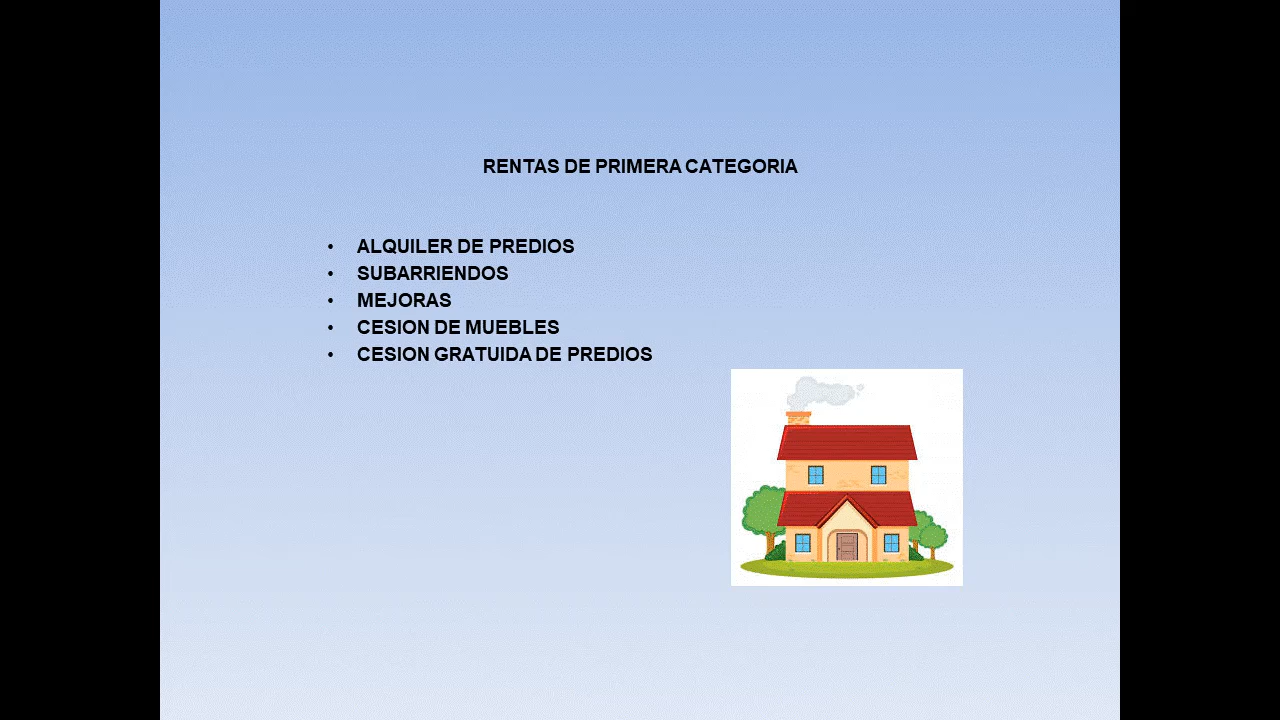 RENTAS DE PRIMERA CATEGORIA
• ALQUILER DE PREDIOS
• SUBARRIENDOS
• MEJORAS
• CESION DE MUEBLES
• CESION GRATUIDA DE PREDIOS